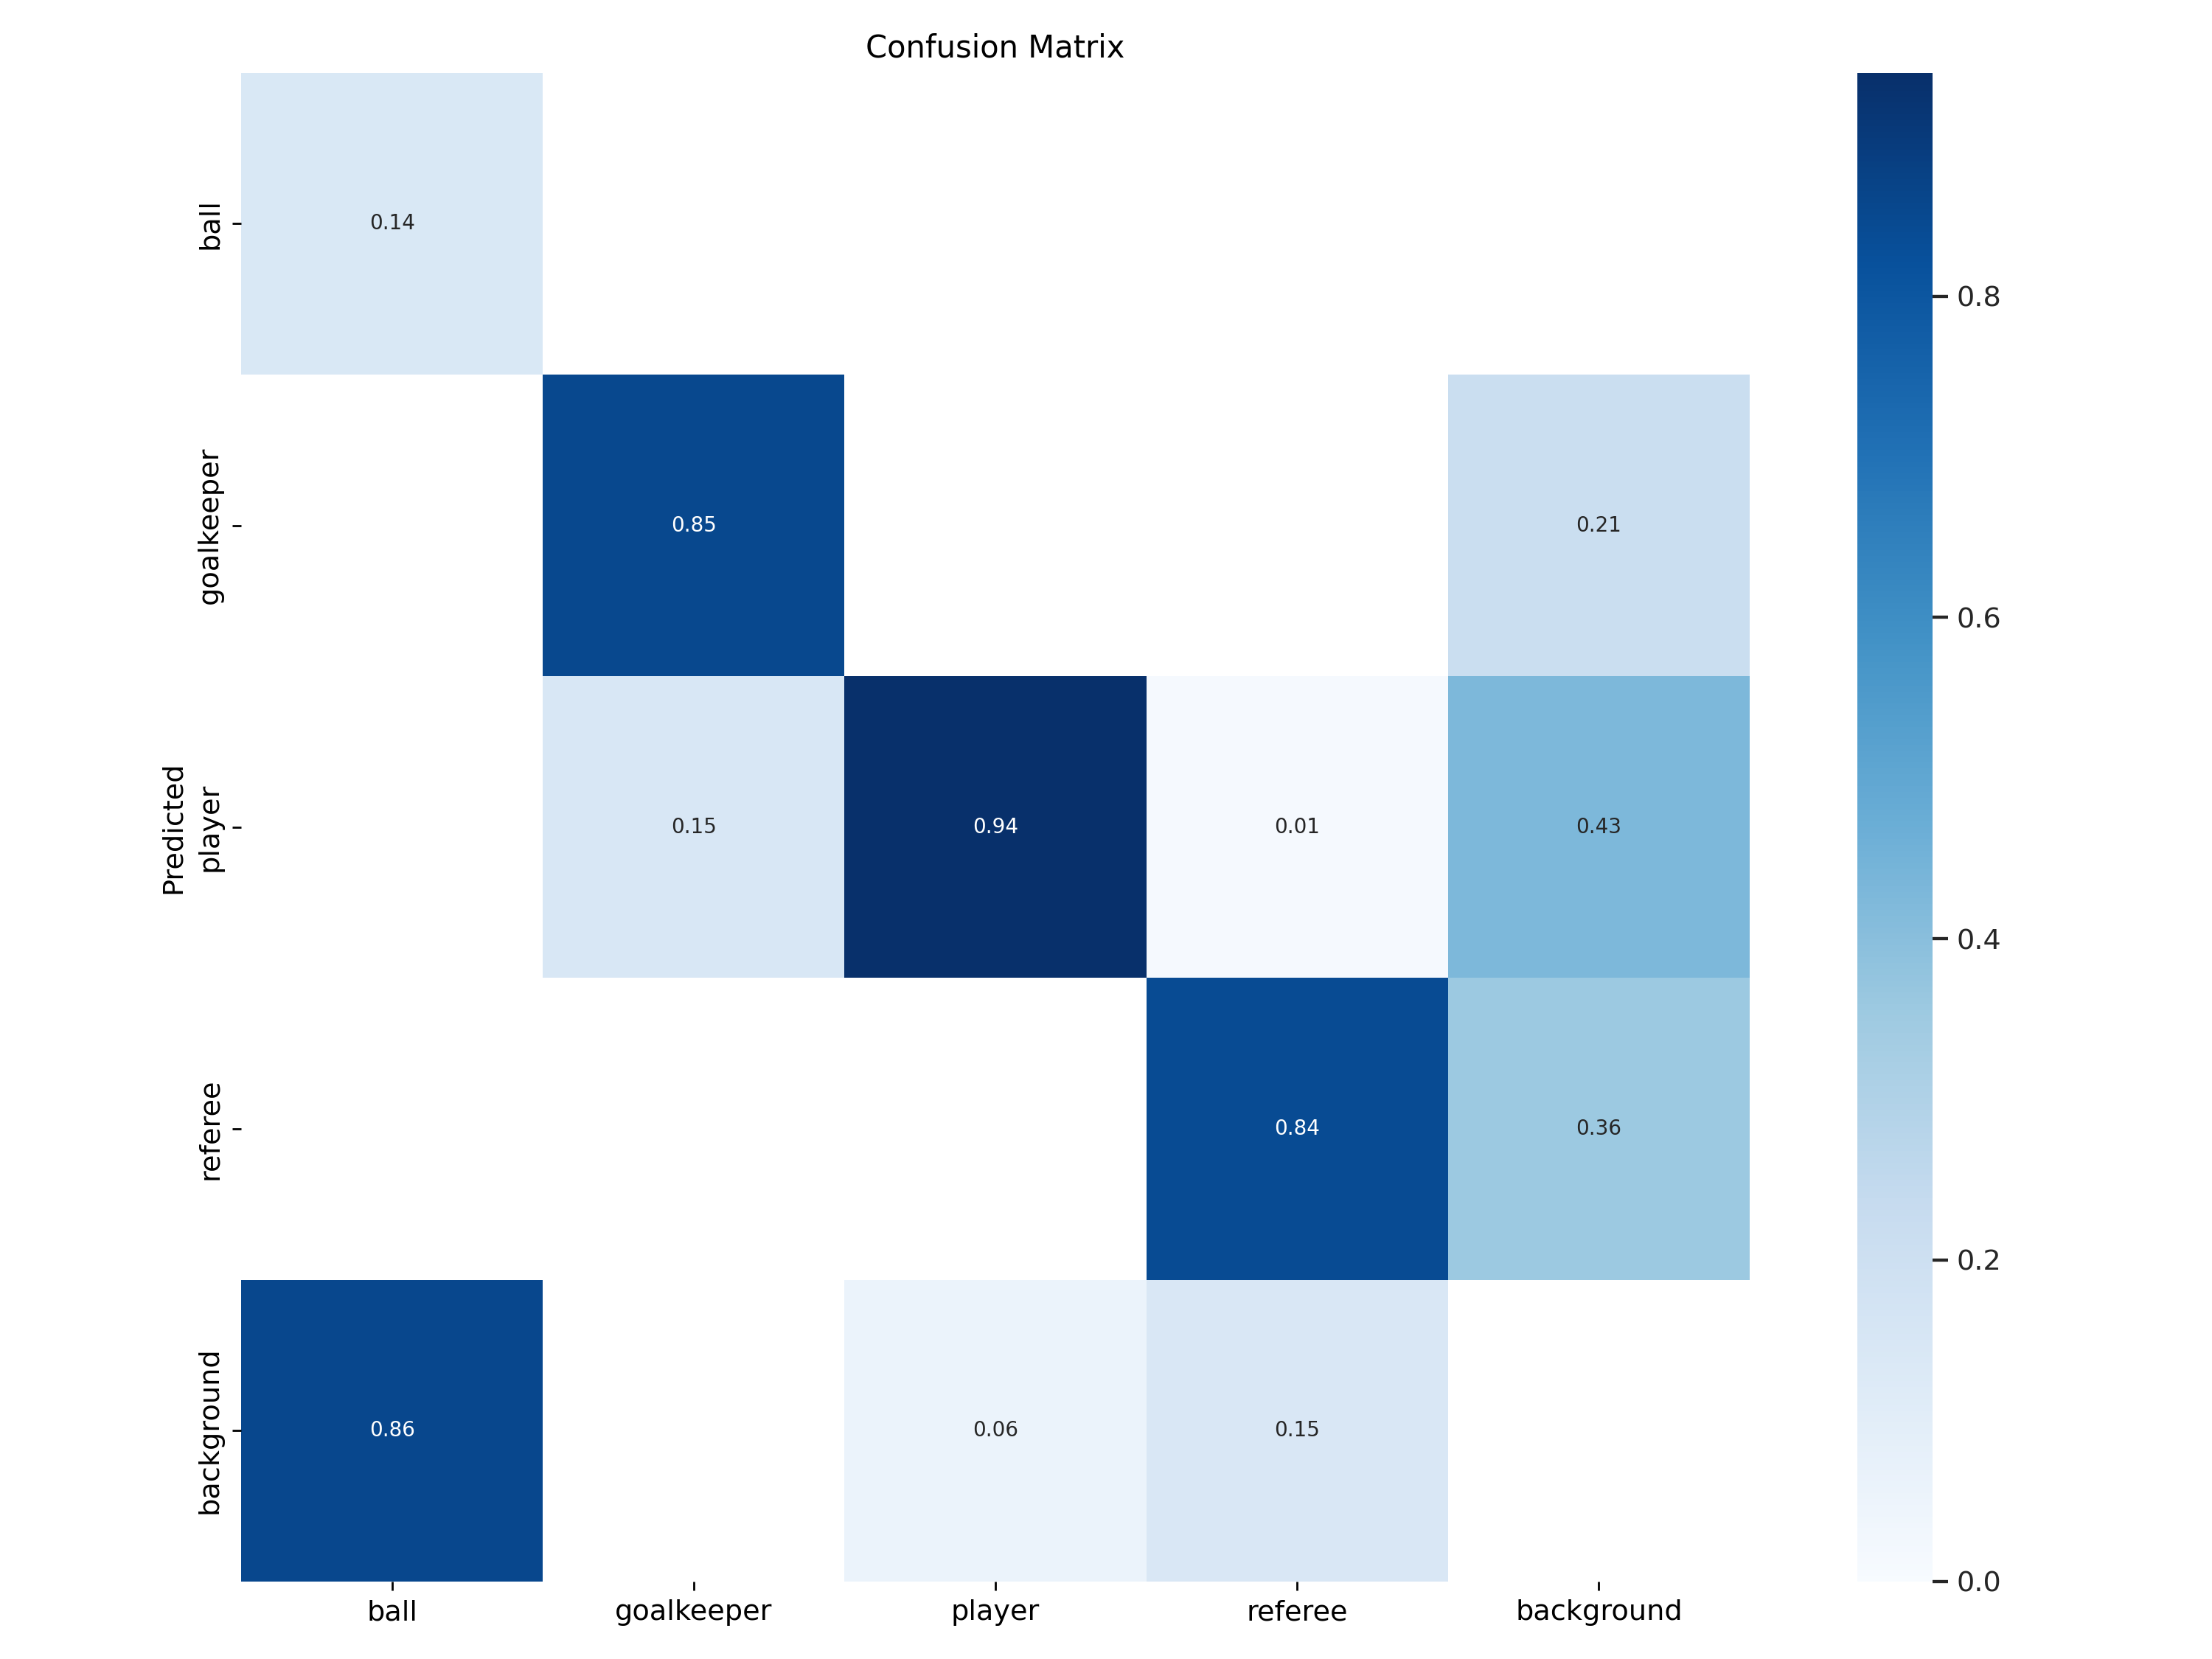 Confusion Matrix
ball
0.14
0.8
goalkeeper
0.85
0.21
0.6
Predicted
player
0.15
0.94
0.01
0.43
0.4
referee
0.84
0.36
0.2
background
0.86
0.06
0.15
0.0
ball
goalkeeper
player
referee
background